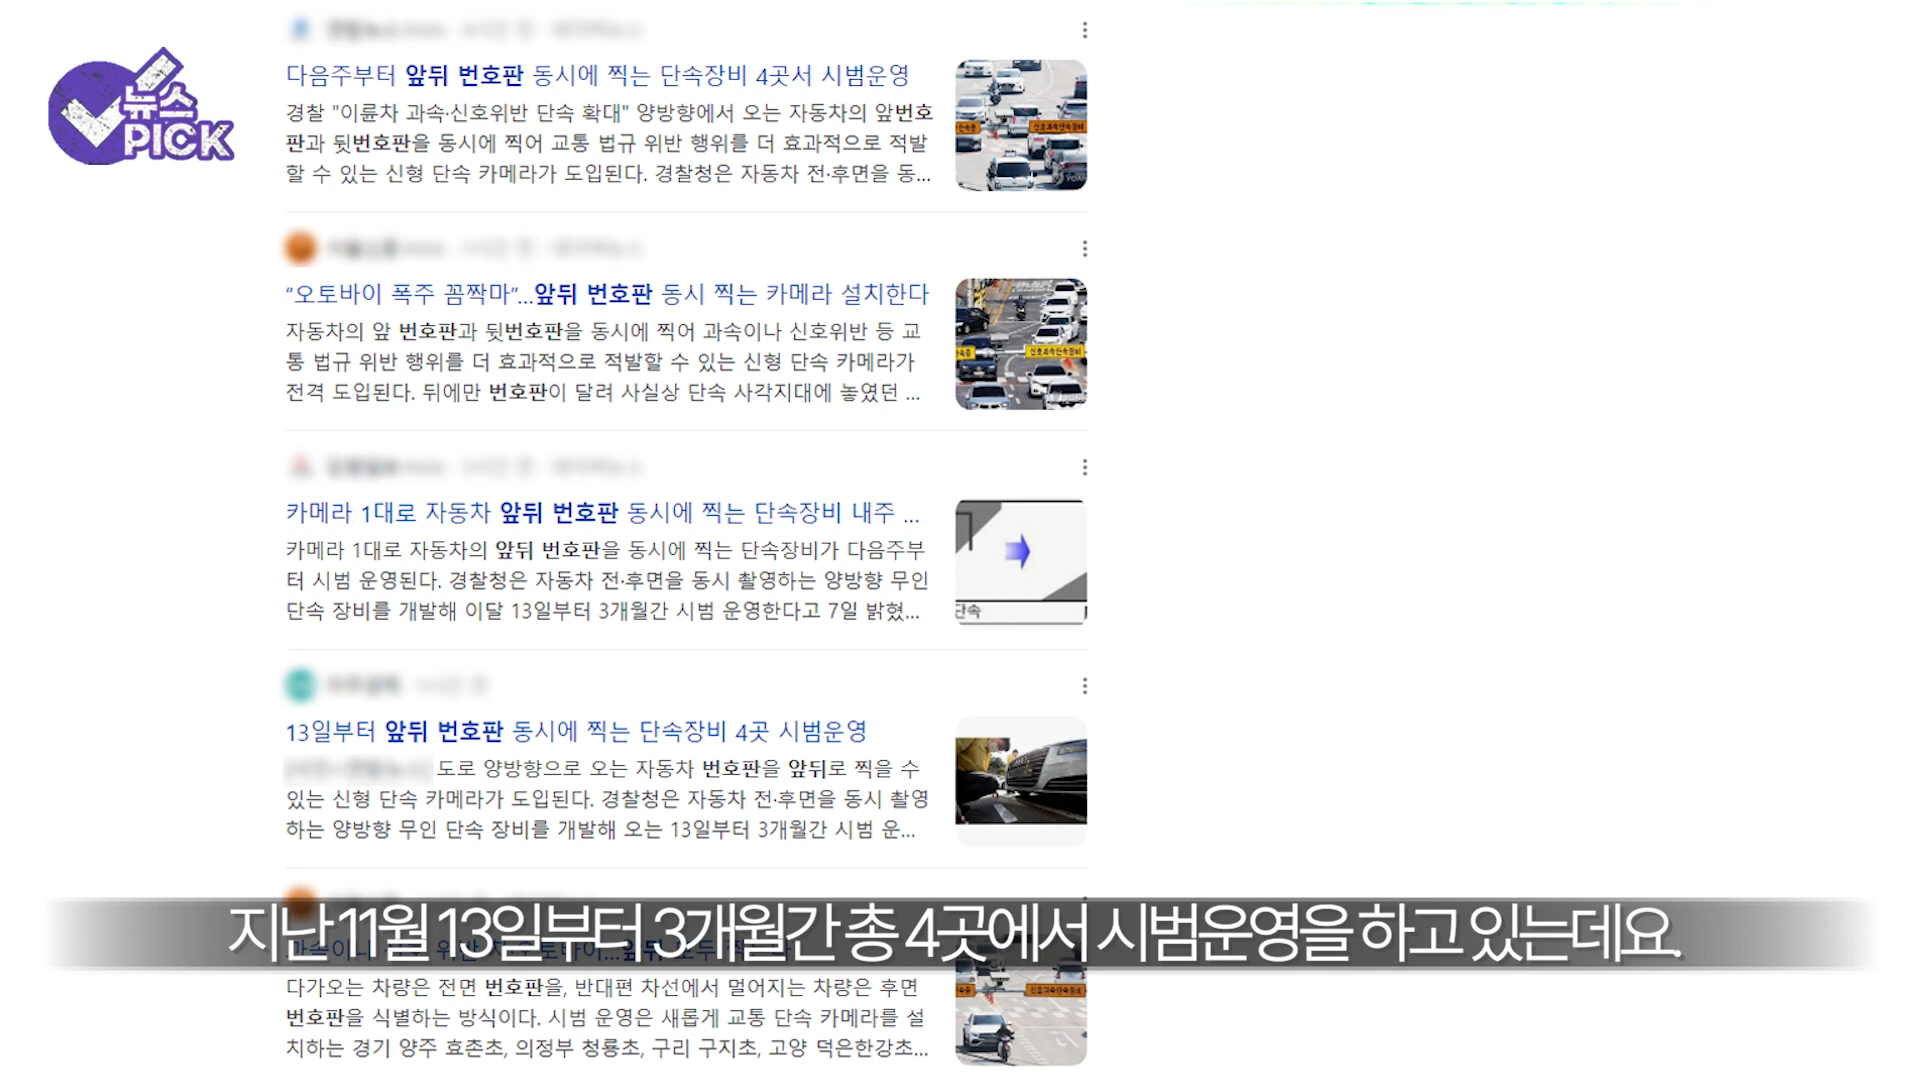 뉴스
PICK
다음주부터 앞뒤 번호판 동시에 찍는 단속장비 4곳서 시범운영
경찰 "이륜차 과속·신호위반 단속 확대" 양방향에서 오는 자동차의 앞번호
판과 뒷번호판을 동시에 찍어 교통 법규 위반 행위를 더 효과적으로 적발
할 수 있는 신형 단속 카메라가 도입된다. 경찰청은 자동차 전·후면을 동...
신호과속단속장비
“오토바이 폭주 꼼짝마”...앞뒤 번호판 동시 찍는 카메라 설치한다
자동차의 앞 번호판과 뒷번호판을 동시에 찍어 과속이나 신호위반 등 교
통 법규 위반 행위를 더 효과적으로 적발할 수 있는 신형 단속 카메라가
전격 도입된다. 뒤에만 번호판이 달려 사실상 단속 사각지대에 놓였던 ...
신호과속단속장비
카메라 1대로 자동차 앞뒤 번호판 동시에 찍는 단속장비 내주 ...
카메라 1대로 자동차의 앞뒤 번호판을 동시에 찍는 단속장비가 다음주부
터 시범 운영된다. 경찰청은 자동차 전·후면을 동시 촬영하는 양방향 무인
단속 장비를 개발해 이달 13일부터 3개월간 시범 운영한다고 7일 밝혔...
단속
13일부터 앞뒤 번호판 동시에 찍는 단속장비 4곳 시범운영
도로 양방향으로 오는 자동차 번호판을 앞뒤로 찍을 수
있는 신형 단속 카메라가 도입된다. 경찰청은 자동차 전·후면을 동시 촬영
하는 양방향 무인 단속 장비를 개발해 오는 13일부터 3개월간 시범 운...
지난 11월 13일부터 3개월간 총 4곳에서 시범운영을 하고 있는데요.
다가오는 차량은 전면 번호판을, 반대편 차선에서 멀어지는 차량은 후면
번호판을 식별하는 방식이다. 시범 운영은 새롭게 교통 단속 카메라를 설
치하는 경기 양주 효촌초, 의정부 청룡초, 구리 구지초, 고양 덕은한강초...
신호과속단속장비